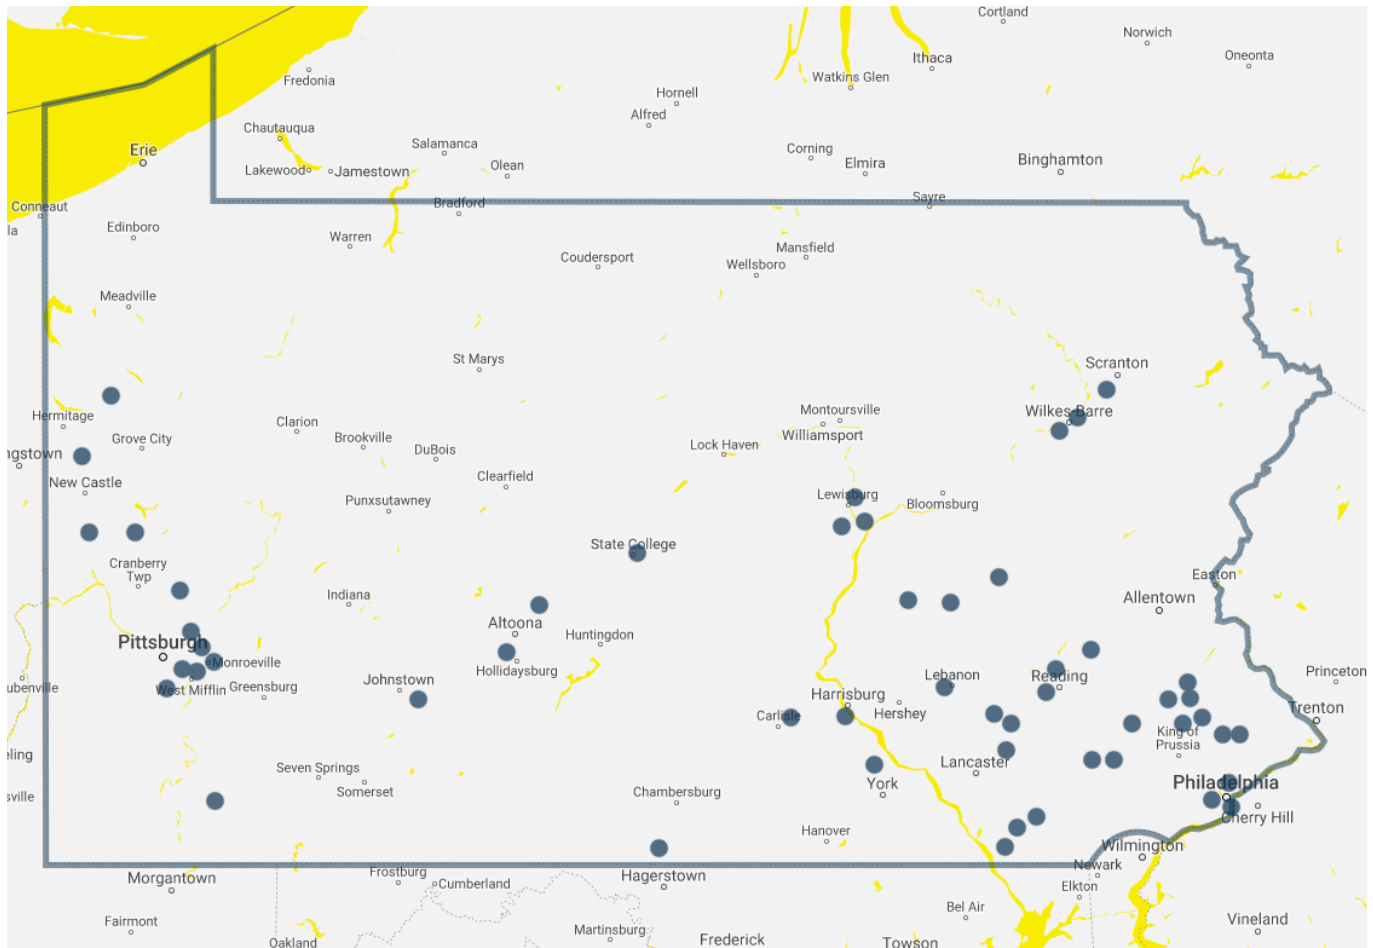 Cortland
Norwich
Oneonta
Ithaca
Fredonia
Watkins Glen
Hornell
Alfred
Chautauqua
Salamanca
Corning
Erie
Elmira
Binghamton
Olean
Lakewood
Jamestown
Sayre
Bradford
Conneaut
Edinboro
la
Warren
Mansfield
Coudersport
Wellsboro
Meadville
St Marys
Scranton
Hermitage
Montoursville
Wilkes-Barre
Clarion
Williamsport
Grove City
Brookville
Lock Haven
DuBois
ngstown
Clearfield
New Castle
Lewisburg
Punxsutawney
Bloomsburg
State College
Cranberry
Twp
Easton
Indiana
Allentown
Altoona
Huntingdon
Pittsburgh
Monroeville
Hollidaysburg
Princeton
Lebanon
Reading
Johnstown
ubenville
West Mifflin
Greensburg
Harrisburg
Trenton
Hershey
Carlisle
King of
Prussia
eling
Lancaster
Seven Springs
York
Philadelphia
Somerset
Chambersburg
sville
Cherry Hill
Hanover
Wilmington
Newark
Frostburg
Hagerstown
Morgantown
Cumberland
Elkton
Bel Air
Fairmont
Vineland
Martinsburg
Frederick
Oakland
Towson